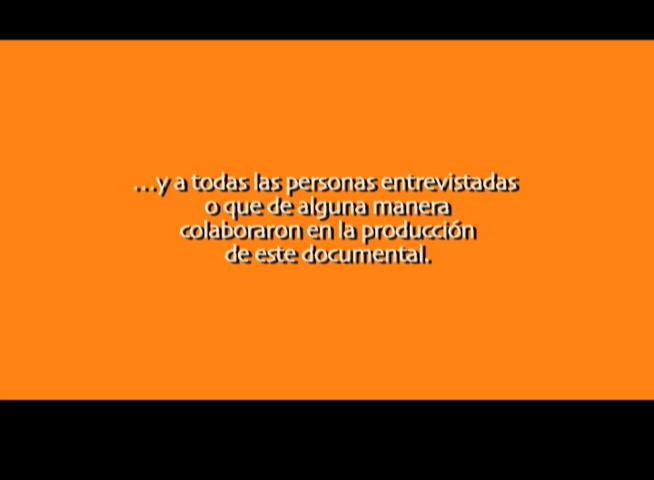 ...y a todas las personas entrevistadas
o que de alguna manera
colaboraron en la producción
de este documental.